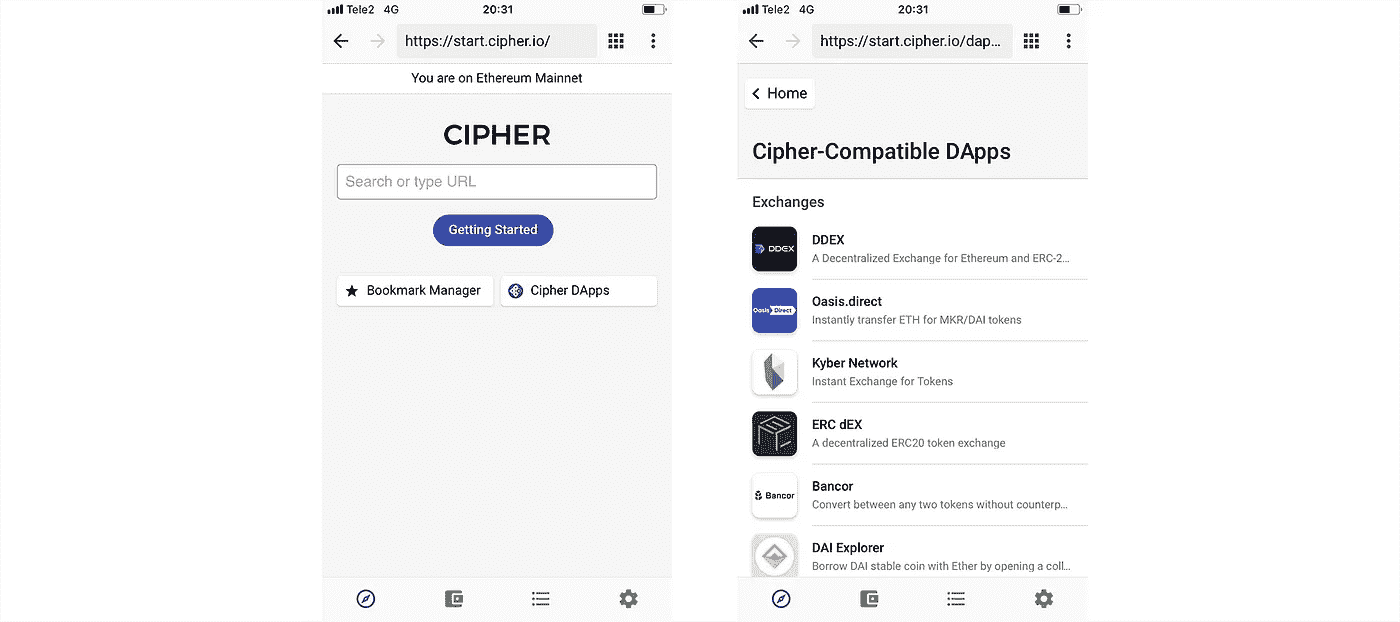 Tele2 4G 20:31
https://start.cipher.io/
You are on Ethereum Mainnet
CIPHER
Search or type URL
Getting Started
Bookmark Manager
Cipher DApps
Tele2 4G 20:31
https://start.cipher.io/dap...
Home
Cipher-Compatible DApps
Exchanges
DDEX
DDEX
A Decentralized Exchange for Ethereum and ERC-2...
Oasis Direct
Oasis.direct
Instantly transfer ETH for MKR/DAI tokens
Kyber Network
Instant Exchange for Tokens
ERC dEX
A decentralized ERC20 token exchange
Bancor
Bancor
Convert between any two tokens without counterp...
DAI Explorer
Borrow DAI stable coin with Ether by opening a coll...